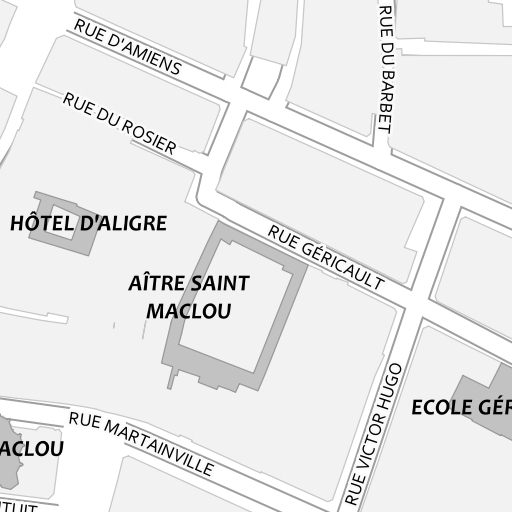 RUE D'AMIENS
RUE DU BARBET
RUE DU ROSIER
HÔTEL D'ALIGRE
RUE GÉRICAULT
AÎTRE SAINT
MACLOU
RUE VICTOR HUGO
ECOLE GÉR
ACLOU
RUE MARTAINVILLE